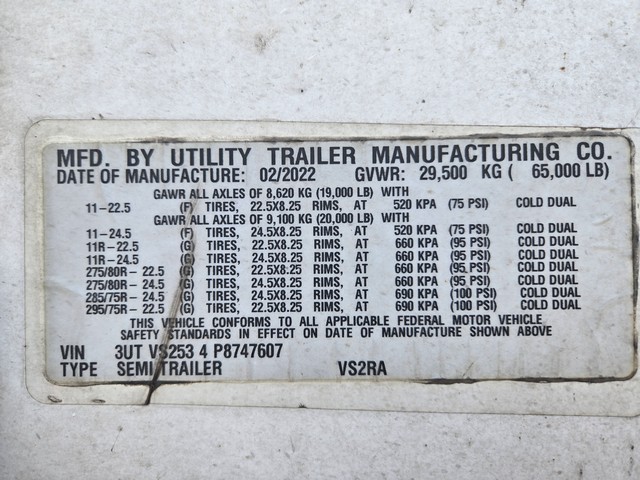 MFD. BY UTILITY TRAILER MANUFACTURING CO.
DATE OF MANUFACTURE: 02/2022 GVWR: 29,500 KG ( 65,000 LB)
GAWR ALL AXLES OF 8,620 KG (19,000 LB) WITH
11-22.5 (F) TIRES, 22.5X8.25 RIMS, AT 520 KPA (75 PSI) COLD DUAL
GAWR ALL AXLES OF 9,100 KG (20,000 LB) WITH
11-24.5 (F) TIRES, 24.5X8.25 RIMS, AT 520 KPA (75 PSI) COLD DUAL
11R-22.5 (G) TIRES, 22.5X8.25 RIMS, AT 660 KPA (95 PSI) COLD DUAL
11R-24.5 (G) TIRES, 24.5X8.25 RIMS, AT 660 KPA (95 PSI) COLD DUAL
275/80R- 22.5 (G) TIRES, 22.5X8.25 RIMS, AT 660 KPA (95 PSI) COLD DUAL
275/80R- 24.5 (G) TIRES, 24.5X8.25 RIMS, AT 660 KPA (95 PSI) COLD DUAL
285/75R- 24.5 (G) TIRES, 24.5X8.25 RIMS, AT 690 KPA (100 PSI) COLD DUAL
295/75R- 22.5 (G) TIRES, 22.5X8.25 RIMS, AT 690 KPA (100 PSI) COLD DUAL
THIS VEHICLE CONFORMS TO ALL APPLICABLE FEDERAL MOTOR VEHICLE
SAFETY STANDARDS IN EFFECT ON DATE OF MANUFACTURE SHOWN ABOVE
VIN 3UT VS253 4 P8747607
TYPE SEMI TRAILER VS2RA